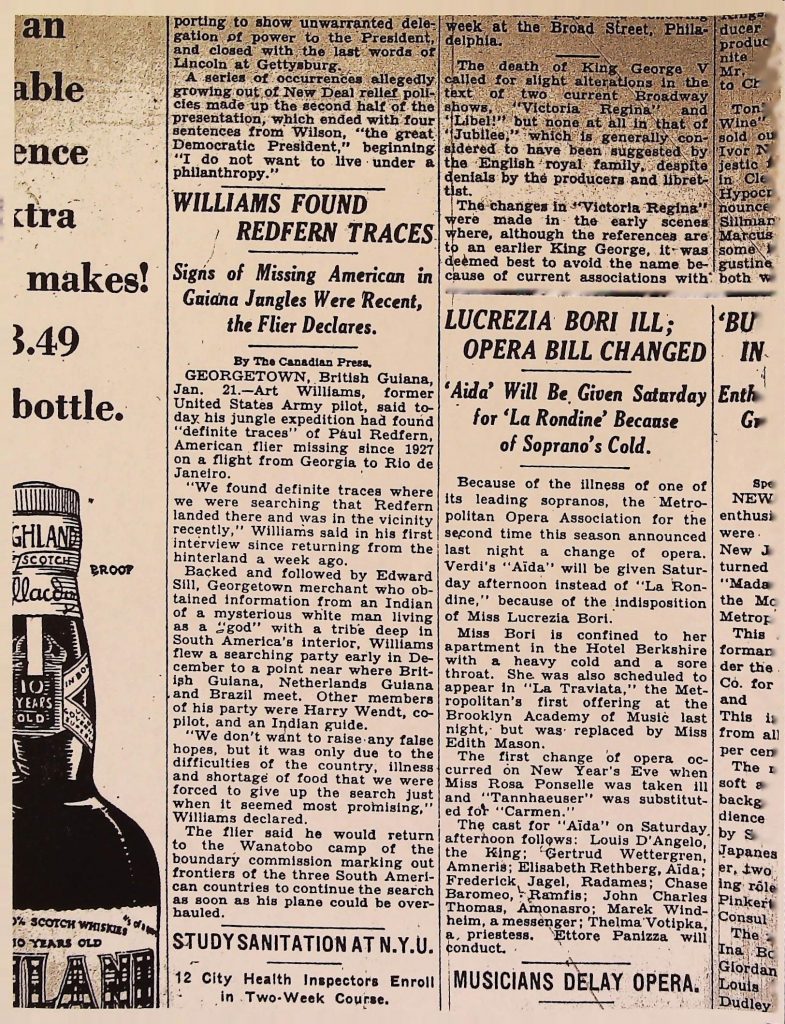 an
able
ence
xtra
makes!
3.49
bottle.
GHLAND
SCOTCH
BROOF
10
YEARS
OLD
% SCOTCH WHISKIES
10 YEARS OLD
LAND
porting to show unwarranted dele-
gation of power to the President,
and closed with the last words of
Lincoln at Gettysburg.
A series of occurrences allegedly
growing out of New Deal relief poli-
cies made up the second half of the
presentation, which ended with four
sentences from Wilson, "the great
Democratic President," beginning
"I do not want to live under a
philanthropy."
WILLIAMS FOUND
REDFERN TRACES
Signs of Missing American in
Guiana Jungles Were Recent,
the Flier Declares.
By The Canadian Press.
GEORGETOWN, British Guiana,
Jan. 21.—Art Williams, former
United States Army pilot, said to-
day his jungle expedition had found
"definite traces" of Paul Redfern,
American flier missing since 1927
on a flight from Georgia to Rio de
Janeiro.
"We found definite traces where
we were searching that Redfern
landed there and was in the vicinity
recently," Williams said in his first
interview since returning from the
hinterland a week ago.
Backed and followed by Edward
Sill, Georgetown merchant who ob-
tained information from an Indian
of a mysterious white man living
as a "god" with a tribe deep in
South America's interior, Williams
flew a searching party early in De-
cember to a point near where Brit-
ish Guiana, Netherlands Guiana
and Brazil meet. Other members
of his party were Harry Wendt, co-
pilot, and an Indian guide.
"We don't want to raise any false
hopes, but it was only due to the
difficulties of the country, illness
and shortage of food that we were
forced to give up the search just
when it seemed most promising,"
Williams declared.
The flier said he would return
to the Wanatobo camp of the
boundary commission marking out
frontiers of the three South Ameri-
can countries to continue the search
as soon as his plane could be over-
hauled.
STUDY SANITATION AT N.Y.U.
12 City Health Inspectors Enroll
in Two-Week Course.
week at the Broad Street, Phila-
delphia.
The death of King George V
called for slight alterations in the
text of two current Broadway
shows, "Victoria Regina" and
"Libel!" but none at all in that of
"Jubilee," which is generally con-
sidered to have been suggested by
the English royal family, despite
denials by the producers and libret-
tist.
The changes in "Victoria Regina"
were made in the early scenes
where, although the references are
to an earlier King George, it was
deemed best to avoid the name be-
cause of current associations with
LUCREZIA BORI ILL;
OPERA BILL CHANGED
'Aida' Will Be Given Saturday
for 'La Rondine' Because
of Soprano's Cold.
Because of the illness of one of
its leading sopranos, the Metro-
politan Opera Association for the
second time this season announced
last night a change of opera.
Verdi's "Aïda" will be given Satur-
day afternoon instead of "La Ron-
dine," because of the indisposition
of Miss Lucrezia Bori.
Miss Bori is confined to her
apartment in the Hotel Berkshire
with a heavy cold and a sore
throat. She was also scheduled to
appear in "La Traviata," the Met-
ropolitan's first offering at the
Brooklyn Academy of Music last
night, but was replaced by Miss
Edith Mason.
The first change of opera oc-
curred on New Year's Eve when
Miss Rosa Ponselle was taken ill
and "Tannhaeuser" was substitut-
ed for "Carmen."
The cast for "Aïda" on Saturday
afternoon follows: Louis D'Angelo,
the King; Gertrud Wettergren,
Amneris; Elisabeth Rethberg, Aïda;
Frederick Jagel, Radames; Chase
Baromeo, Ramfis; John Charles
Thomas, Amonasro; Marek Wind-
heim, a messenger; Thelma Votipka,
a priestess. Ettore Panizza will
conduct.
MUSICIANS DELAY OPERA.
ducer
produc
nite
Mr.
to Ch
Ton
Wine"
sold ou
Ivor N
jestic
in Cle
Hypocr
nounce
Sillman
Marcus
some
gustine
both w
'BU
IN
Enth
Gr
Spe
NEW
enthusi
were
New J
turned
"Mada
the Mc
Metrop
This
forman
der the
Co. for
and
This i
from all
per cen
The
soft
backg
dience
by S
Japanes
er, two
ing rôle
Pinkert
Consul
The
Ina Bo
Giordan
Louis
Dudley